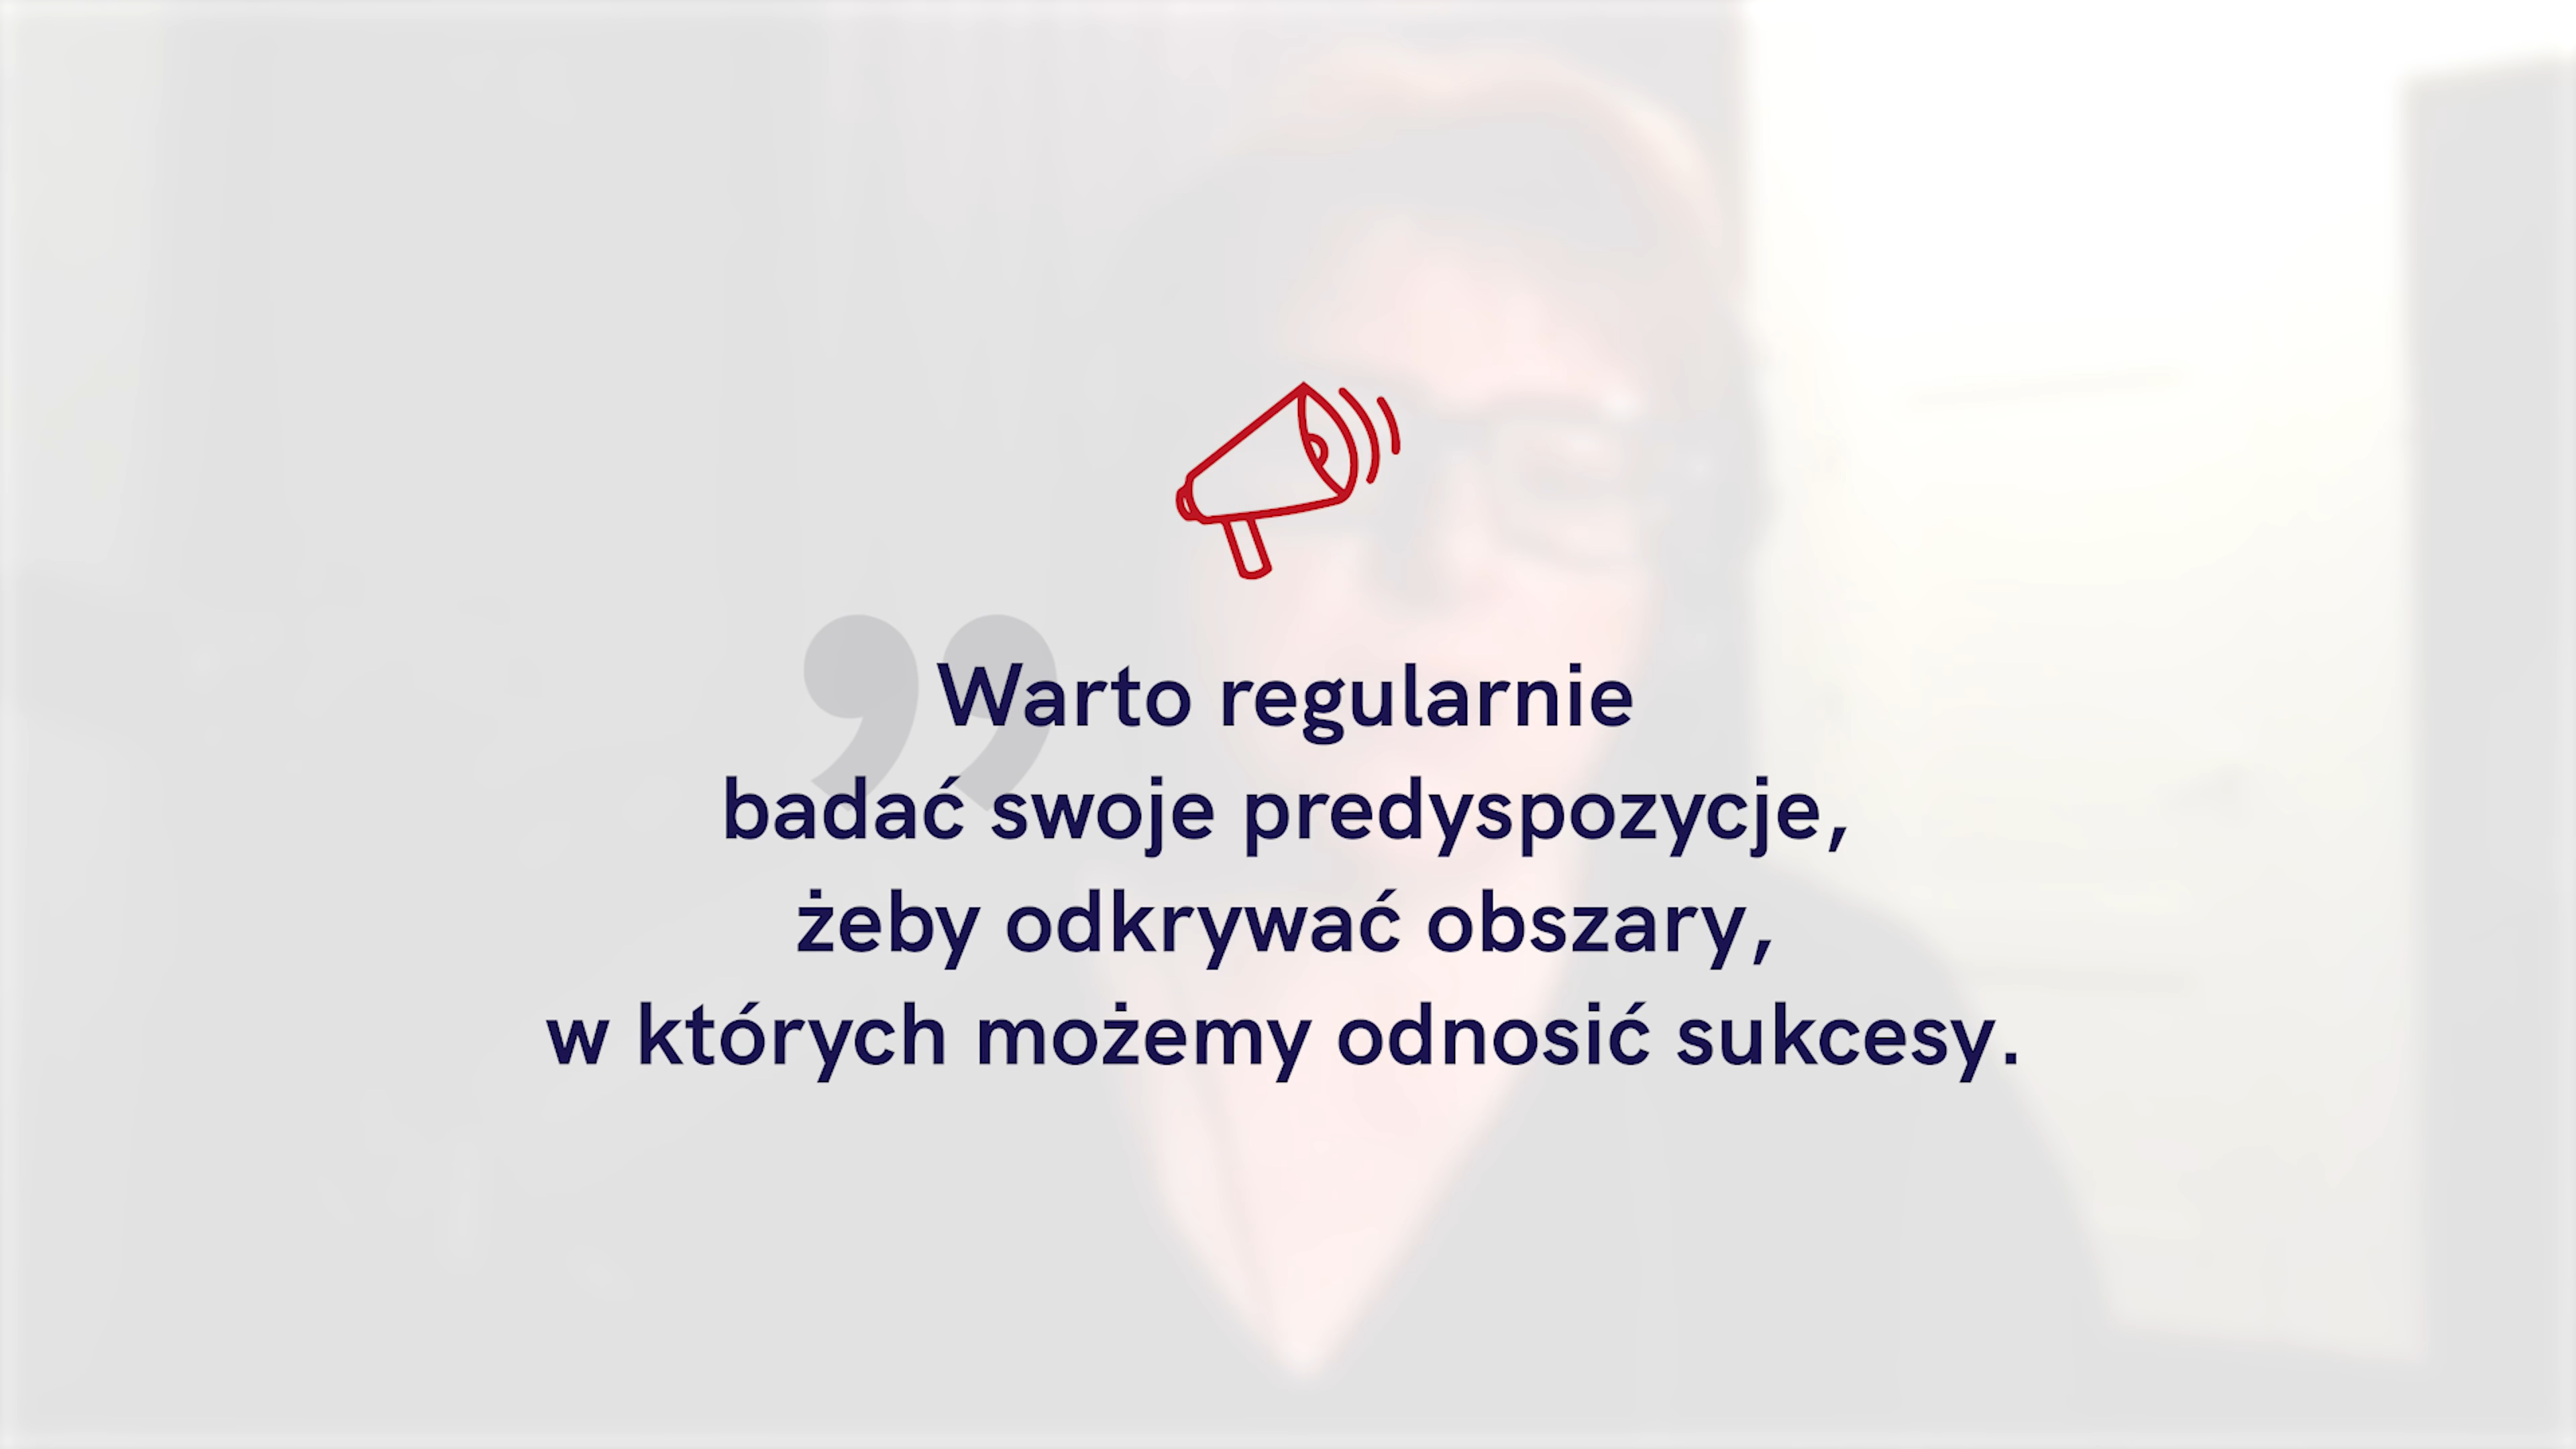 Warto regularnie
badać swoje predyspozycje,
żeby odkrywać obszary,
w których możemy odnosić sukcesy.